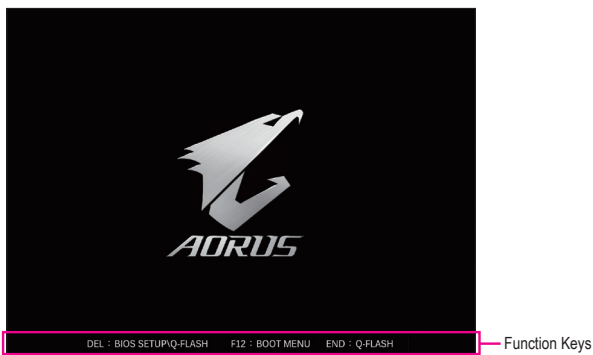 AORUS
DEL : BIOS SETUP\Q-FLASH F12 : BOOT MENU END : Q-FLASH
Function Keys